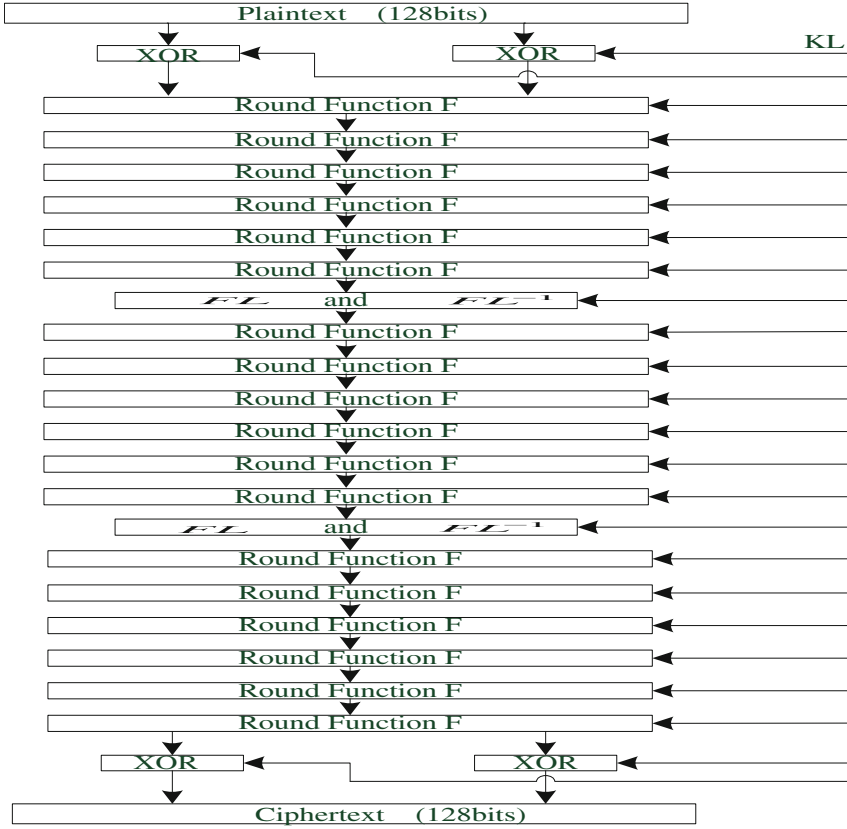 Plaintext (128bits)
XOR XOR KL
Round Function F
Round Function F
Round Function F
Round Function F
Round Function F
Round Function F
FL and FL⁻¹
Round Function F
Round Function F
Round Function F
Round Function F
Round Function F
Round Function F
FL and FL⁻¹
Round Function F
Round Function F
Round Function F
Round Function F
Round Function F
Round Function F
XOR XOR
Ciphertext (128bits)